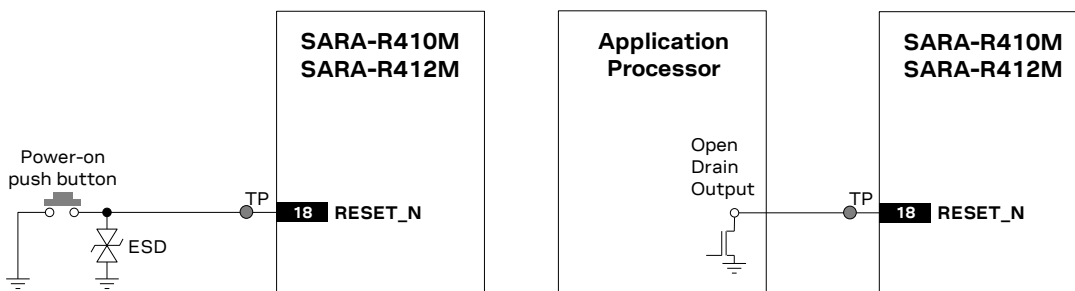 SARA-R410M
SARA-R412M
Power-on
push button
TP
18 RESET_N
ESD
Application
Processor
Open
Drain
Output
TP
SARA-R410M
SARA-R412M
18 RESET_N